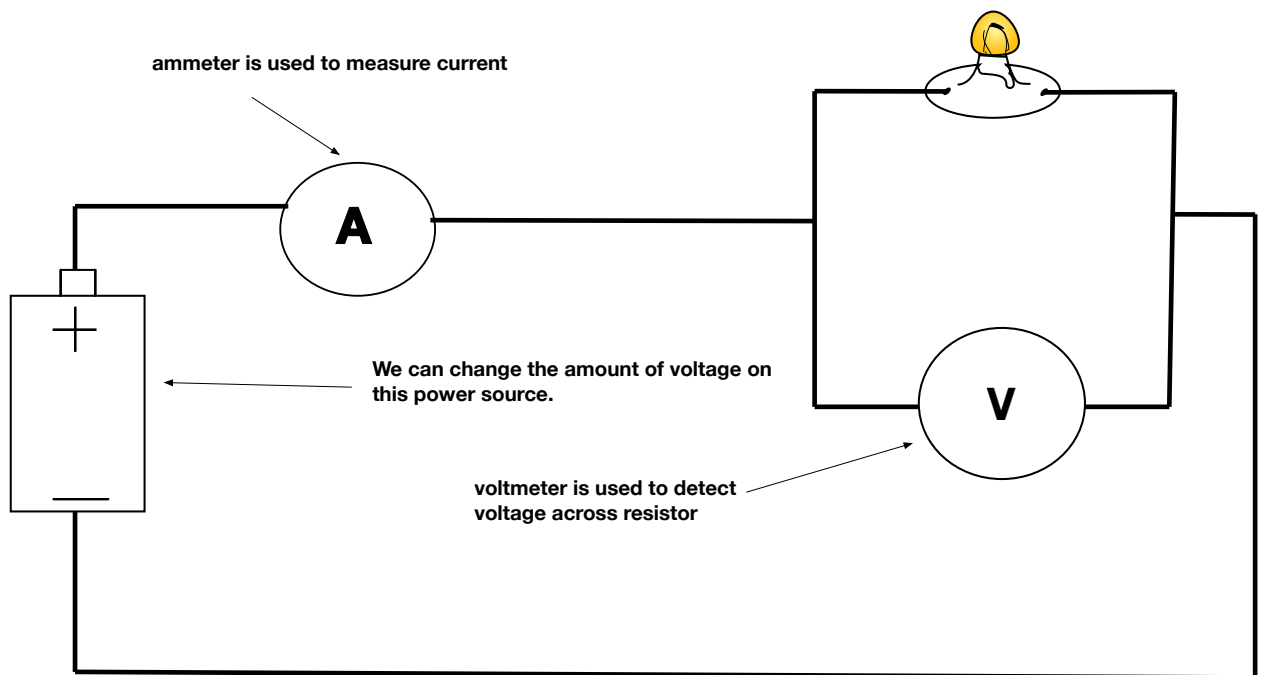 ammeter is used to measure current
A
+
We can change the amount of voltage on
this power source.
V
voltmeter is used to detect
voltage across resistor
—